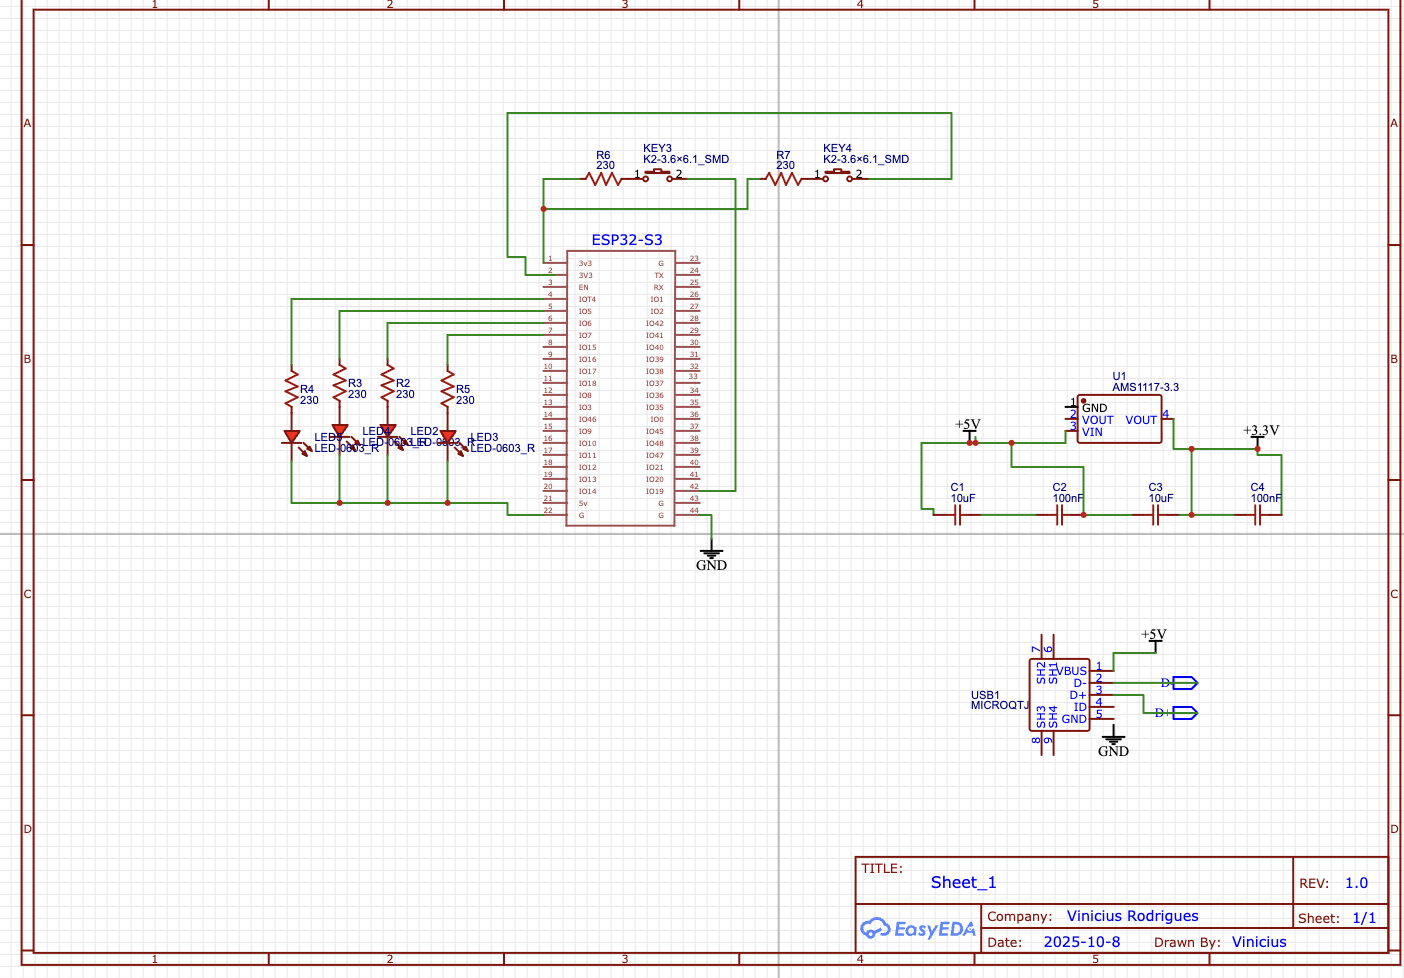 1 2 3 4 5
A A
KEY3 KEY4
R6 K2-3.6×6.1_SMD R7 K2-3.6×6.1_SMD
230 230
1 2 1 2
ESP32-S3
1 3v3 G 23
2 3V3 TX 24
3 EN RX 25
4 IOT4 IO1 26
5 IO5 IO2 27
6 IO6 IO42 28
7 IO7 IO41 29
8 IO15 IO40 30
9 IO16 IO39 31
10 IO17 IO38 32
11 IO18 IO37 33
12 IO8 IO36 34
13 IO3 IO35 35
14 IO46 IO0 36
15 IO9 IO45 37
16 IO10 IO48 38
17 IO11 IO47 39
18 IO12 IO21 40
19 IO13 IO20 41
20 IO14 IO19 42
21 5v G 43
22 G G 44
GND
B B
R4 R3 R2 R5
230 230 230 230
LED5 LED4 LED2 LED3
LED-0603_R LED-0603_R LED-0603_R LED-0603_R
U1
AMS1117-3.3
1 GND
2 VOUT VOUT 4
3 VIN
+5V +3.3V
C1 C2 C3 C4
10uF 100nF 10uF 100nF
C C
+5V
7 6
SH2 SH1
VBUS 1
D- 2
D+ 3
ID 4
GND 5
SH3 SH4
8 9
USB1
MICROQTJ
D-
D+
GND
D D
TITLE:
Sheet_1
REV: 1.0
EasyEDA
Company: Vinicius Rodrigues
Sheet: 1/1
Date: 2025-10-8 Drawn By: Vinicius
1 2 3 4 5